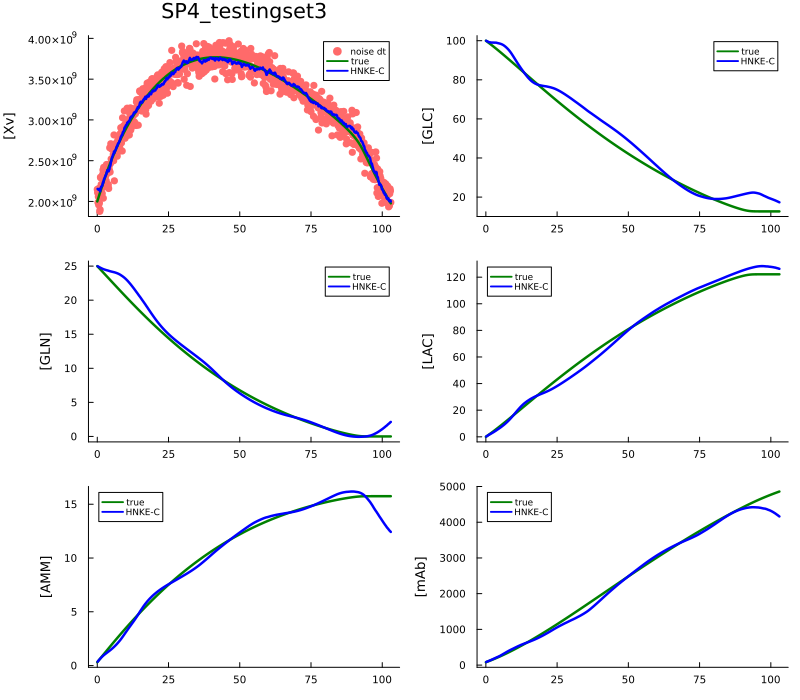 SP4_testingset3
[Xv]
4.00×10⁹
3.50×10⁹
3.00×10⁹
2.50×10⁹
2.00×10⁹
0 25 50 75 100
noise dt
true
HNKE-C
[GLC]
100
80
60
40
20
0 25 50 75 100
true
HNKE-C
[GLN]
25
20
15
10
5
0
0 25 50 75 100
true
HNKE-C
[LAC]
120
100
80
60
40
20
0
0 25 50 75 100
true
HNKE-C
[AMM]
15
10
5
0
0 25 50 75 100
true
HNKE-C
[mAb]
5000
4000
3000
2000
1000
0
0 25 50 75 100
true
HNKE-C